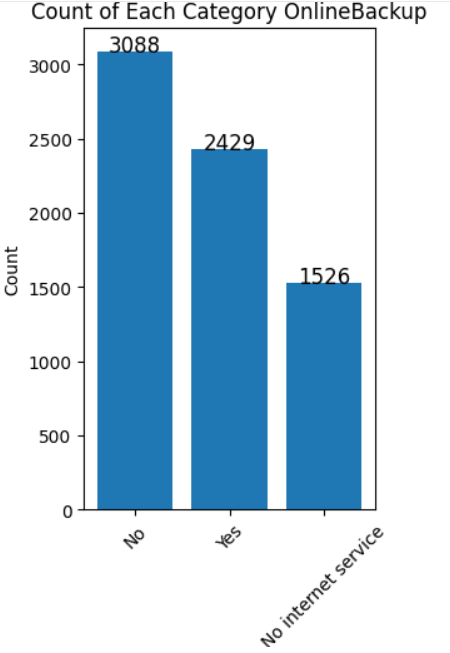 Count of Each Category OnlineBackup
3088
3000
2500
2429
2000
Count
1500
1526
1000
500
0
No
Yes
No internet service